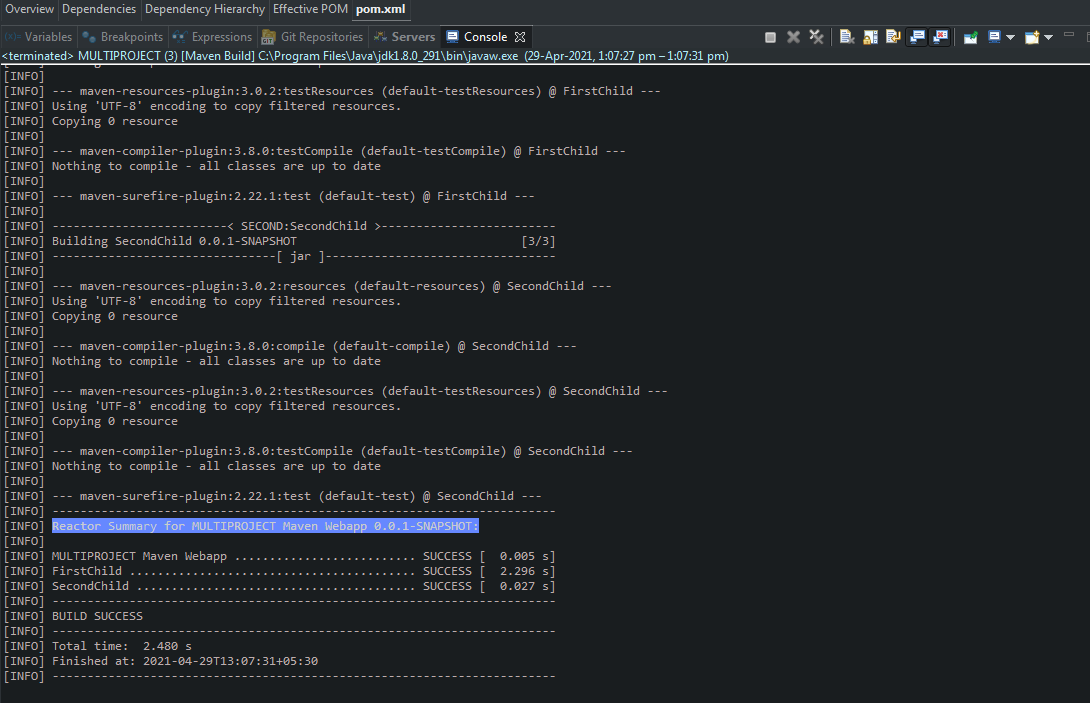 Overview Dependencies Dependency Hierarchy Effective POM pom.xml
Variables Breakpoints Expressions Git Repositories Servers Console
<terminated> MULTIPROJECT (3) [Maven Build] C:\Program Files\Java\jdk1.8.0_291\bin\javaw.exe (29-Apr-2021, 1:07:27 pm – 1:07:31 pm)
[INFO]
[INFO] --- maven-resources-plugin:3.0.2:testResources (default-testResources) @ FirstChild ---
[INFO] Using 'UTF-8' encoding to copy filtered resources.
[INFO] Copying 0 resource
[INFO]
[INFO] --- maven-compiler-plugin:3.8.0:testCompile (default-testCompile) @ FirstChild ---
[INFO] Nothing to compile - all classes are up to date
[INFO]
[INFO] --- maven-surefire-plugin:2.22.1:test (default-test) @ FirstChild ---
[INFO]
[INFO] -------------------------< SECOND:SecondChild >-------------------------
[INFO] Building SecondChild 0.0.1-SNAPSHOT                                [3/3]
[INFO] --------------------------------[ jar ]---------------------------------
[INFO]
[INFO] --- maven-resources-plugin:3.0.2:resources (default-resources) @ SecondChild ---
[INFO] Using 'UTF-8' encoding to copy filtered resources.
[INFO] Copying 0 resource
[INFO]
[INFO] --- maven-compiler-plugin:3.8.0:compile (default-compile) @ SecondChild ---
[INFO] Nothing to compile - all classes are up to date
[INFO]
[INFO] --- maven-resources-plugin:3.0.2:testResources (default-testResources) @ SecondChild ---
[INFO] Using 'UTF-8' encoding to copy filtered resources.
[INFO] Copying 0 resource
[INFO]
[INFO] --- maven-compiler-plugin:3.8.0:testCompile (default-testCompile) @ SecondChild ---
[INFO] Nothing to compile - all classes are up to date
[INFO]
[INFO] --- maven-surefire-plugin:2.22.1:test (default-test) @ SecondChild ---
[INFO] ------------------------------------------------------------------------
[INFO] Reactor Summary for MULTIPROJECT Maven Webapp 0.0.1-SNAPSHOT:
[INFO]
[INFO] MULTIPROJECT Maven Webapp .......................... SUCCESS [  0.005 s]
[INFO] FirstChild ......................................... SUCCESS [  2.296 s]
[INFO] SecondChild ........................................ SUCCESS [  0.027 s]
[INFO] ------------------------------------------------------------------------
[INFO] BUILD SUCCESS
[INFO] ------------------------------------------------------------------------
[INFO] Total time:  2.480 s
[INFO] Finished at: 2021-04-29T13:07:31+05:30
[INFO] ------------------------------------------------------------------------